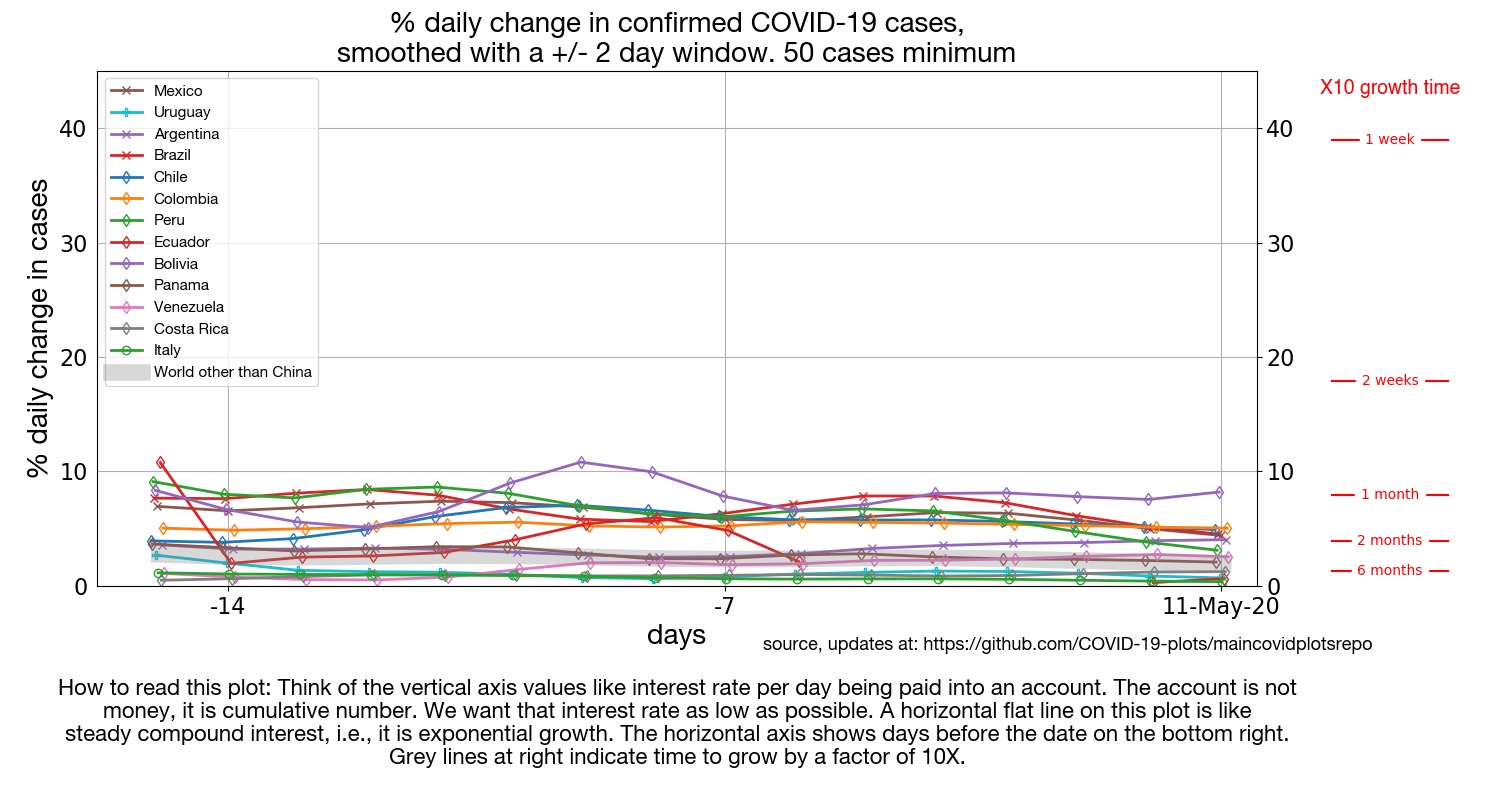 % daily change in confirmed COVID-19 cases,
smoothed with a +/- 2 day window. 50 cases minimum
X10 growth time
Mexico
Uruguay
Argentina
Brazil
Chile
Colombia
Peru
Ecuador
Bolivia
Panama
Venezuela
Costa Rica
Italy
World other than China
% daily change in cases
40
30
20
10
0
40
30
20
10
0
1 week
2 weeks
1 month
2 months
6 months
-14
-7
11-May-20
days
source, updates at: https://github.com/COVID-19-plots/maincovidplotsrepo
How to read this plot: Think of the vertical axis values like interest rate per day being paid into an account. The account is not
money, it is cumulative number. We want that interest rate as low as possible. A horizontal flat line on this plot is like
steady compound interest, i.e., it is exponential growth. The horizontal axis shows days before the date on the bottom right.
Grey lines at right indicate time to grow by a factor of 10X.